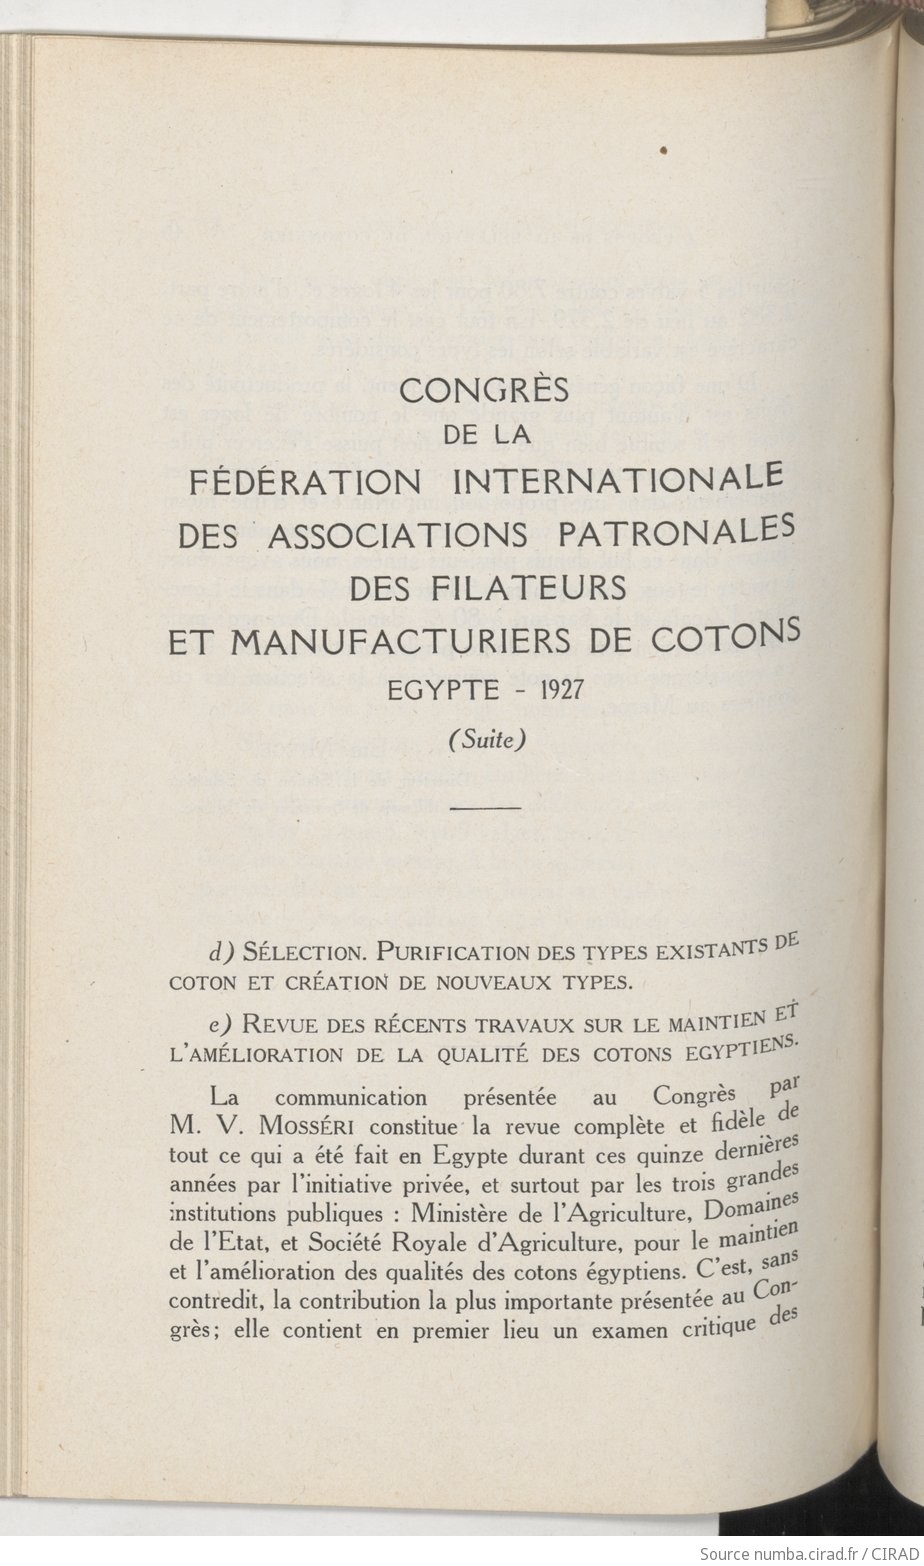 CONGRÈS
DE LA
FÉDÉRATION INTERNATIONALE
DES ASSOCIATIONS PATRONALES
DES FILATEURS
ET MANUFACTURIERS DE COTONS
EGYPTE - 1927
(Suite)
d) SÉLECTION. PURIFICATION DES TYPES EXISTANTS DE
COTON ET CRÉATION DE NOUVEAUX TYPES.
e) REVUE DES RÉCENTS TRAVAUX SUR LE MAINTIEN ET
L'AMÉLIORATION DE LA QUALITÉ DES COTONS EGYPTIENS.
La communication présentée au Congrès par
M. V. MOSSÉRI constitue la revue complète et fidèle de
tout ce qui a été fait en Egypte durant ces quinze dernières
années par l'initiative privée, et surtout par les trois grandes
institutions publiques : Ministère de l'Agriculture, Domaines
de l'Etat, et Société Royale d'Agriculture, pour le maintien
et l'amélioration des qualités des cotons égyptiens. C'est, sans
contredit, la contribution la plus importante présentée au Con-
grès; elle contient en premier lieu un examen critique des
Source numba.cirad.fr / CIRAD